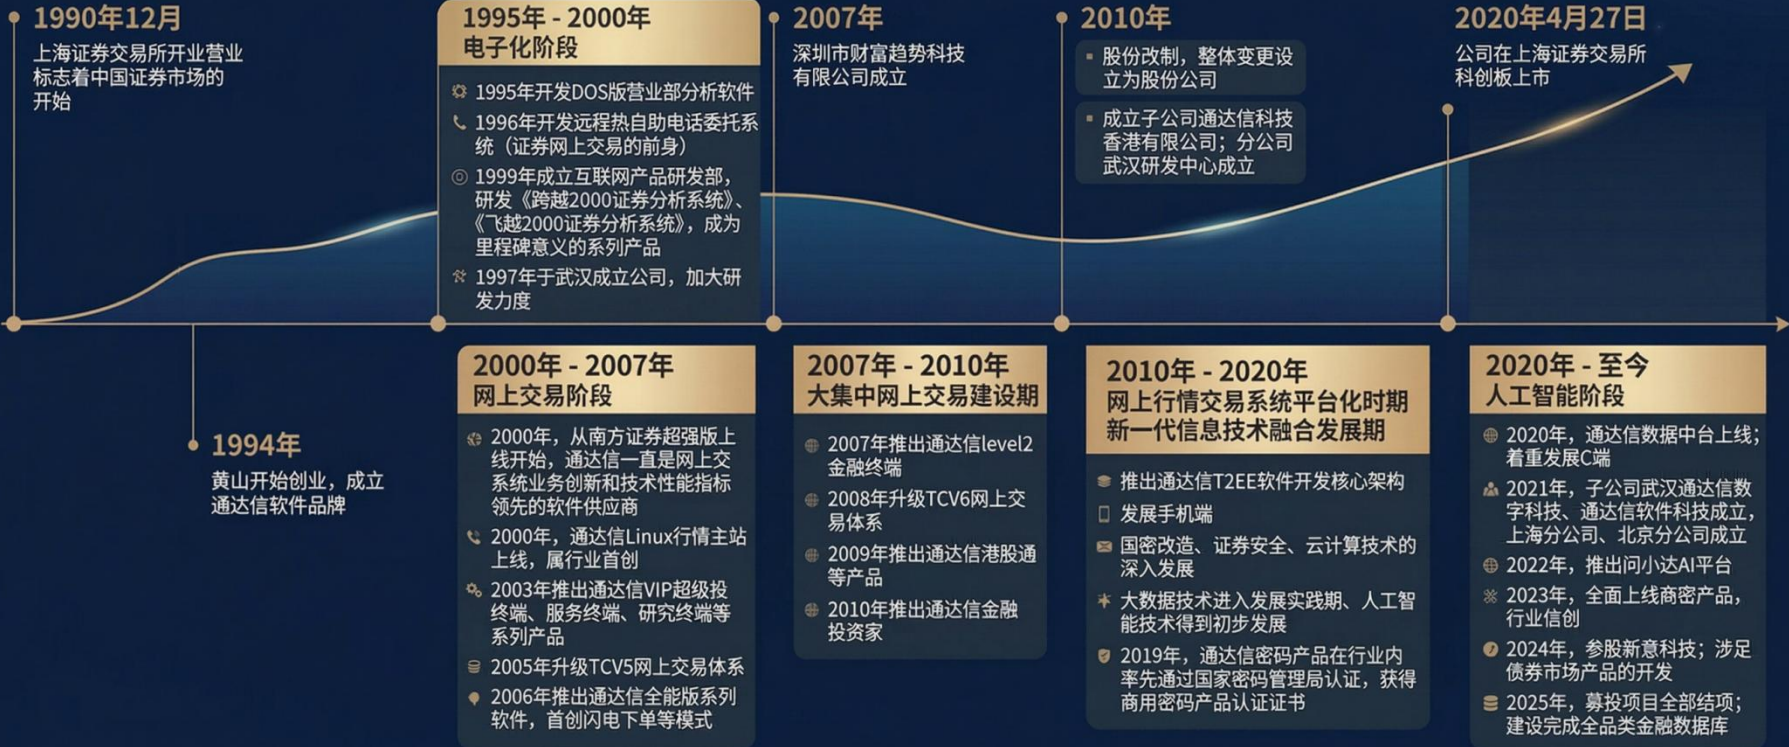 1990年12月
上海证券交易所开业营业
标志着中国证券市场的
开始
1994年
黄山开始创业，成立
通达信软件品牌
1995年 - 2000年
电子化阶段
1995年开发DOS版营业部分析软件
1996年开发远程热自助电话委托系
统（证券网上交易的前身）
1999年成立互联网产品研发部，
研发《跨越2000证券分析系统》、
《飞越2000证券分析系统》，成为
里程碑意义的系列产品
1997年于武汉成立公司，加大研
发力度
2000年 - 2007年
网上交易阶段
2000年，从南方证券超强版上
线开始，通达信一直是网上交
系统业务创新和技术性能指标
领先的软件供应商
2000年，通达信Linux行情主站
上线，属行业首创
2003年推出通达信VIP超级投
终端、服务终端、研究终端等
系列产品
2005年升级TCV5网上交易体系
2006年推出通达信全能版系列
软件，首创闪电下单等模式
2007年
深圳市财富趋势科技
有限公司成立
2007年 - 2010年
大集中网上交易建设期
2007年推出通达信level2
金融终端
2008年升级TCV6网上交
易体系
2009年推出通达信港股通
等产品
2010年推出通达信金融
投资家
2010年
股份改制，整体变更设
立为股份公司
成立子公司通达信科技
香港有限公司；分公司
武汉研发中心成立
2010年 - 2020年
网上行情交易系统平台化时期
新一代信息技术融合发展期
推出通达信T2EE软件开发核心架构
发展手机端
国密改造、证券安全、云计算技术的
深入发展
大数据技术进入发展实践期、人工智
能技术得到初步发展
2019年，通达信密码产品在行业内
率先通过国家密码管理局认证，获得
商用密码产品认证证书
2020年4月27日
公司在上海证券交易所
科创板上市
2020年 - 至今
人工智能阶段
2020年，通达信数据中台上线；
着重发展C端
2021年，子公司武汉通达信数
字科技、通达信软件科技成立，
上海分公司、北京分公司成立
2022年，推出问小达AI平台
2023年，全面上线商密产品，
行业信创
2024年，参股新意科技；涉足
债券市场产品的开发
2025年，募投项目全部结项；
建设完成全品类金融数据库